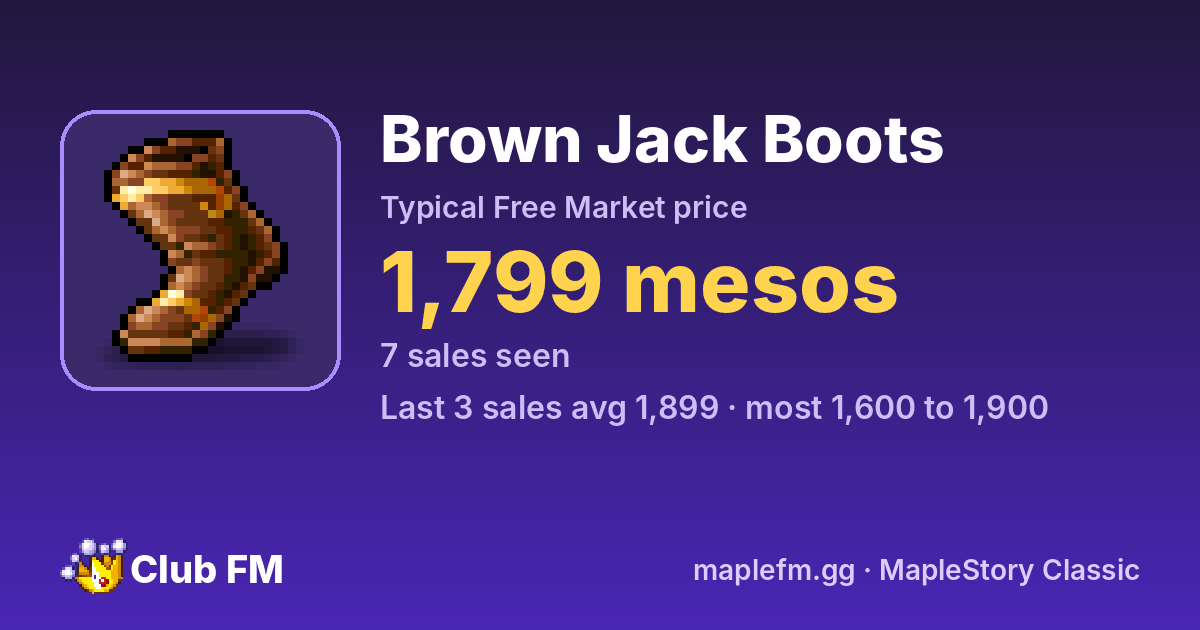 Brown Jack Boots
Typical Free Market price
1,799 mesos
7 sales seen
Last 3 sales avg 1,899 · most 1,600 to 1,900
Club FM
maplefm.gg · MapleStory Classic